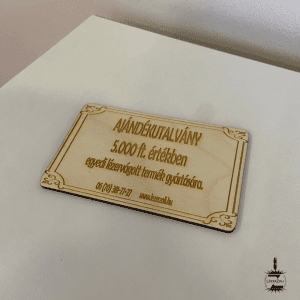 AJÁNDÉKUTALVÁNY
5.000 ft. értékben
egyedi lézervágott termék gyártására.